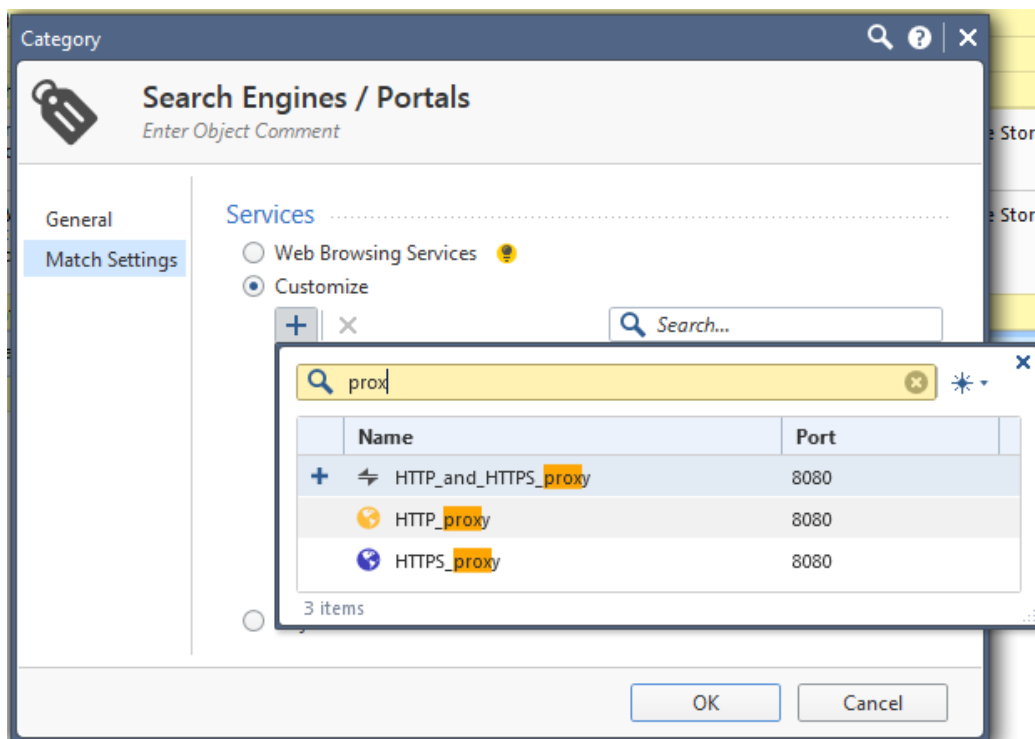 Category
Search Engines / Portals
Enter Object Comment
General
Match Settings
Services
Web Browsing Services
Customize
Search...
prox
Name Port
HTTP_and_HTTPS_proxy 8080
HTTP_proxy 8080
HTTPS_proxy 8080
3 items
OK Cancel
e Stor
e Stor